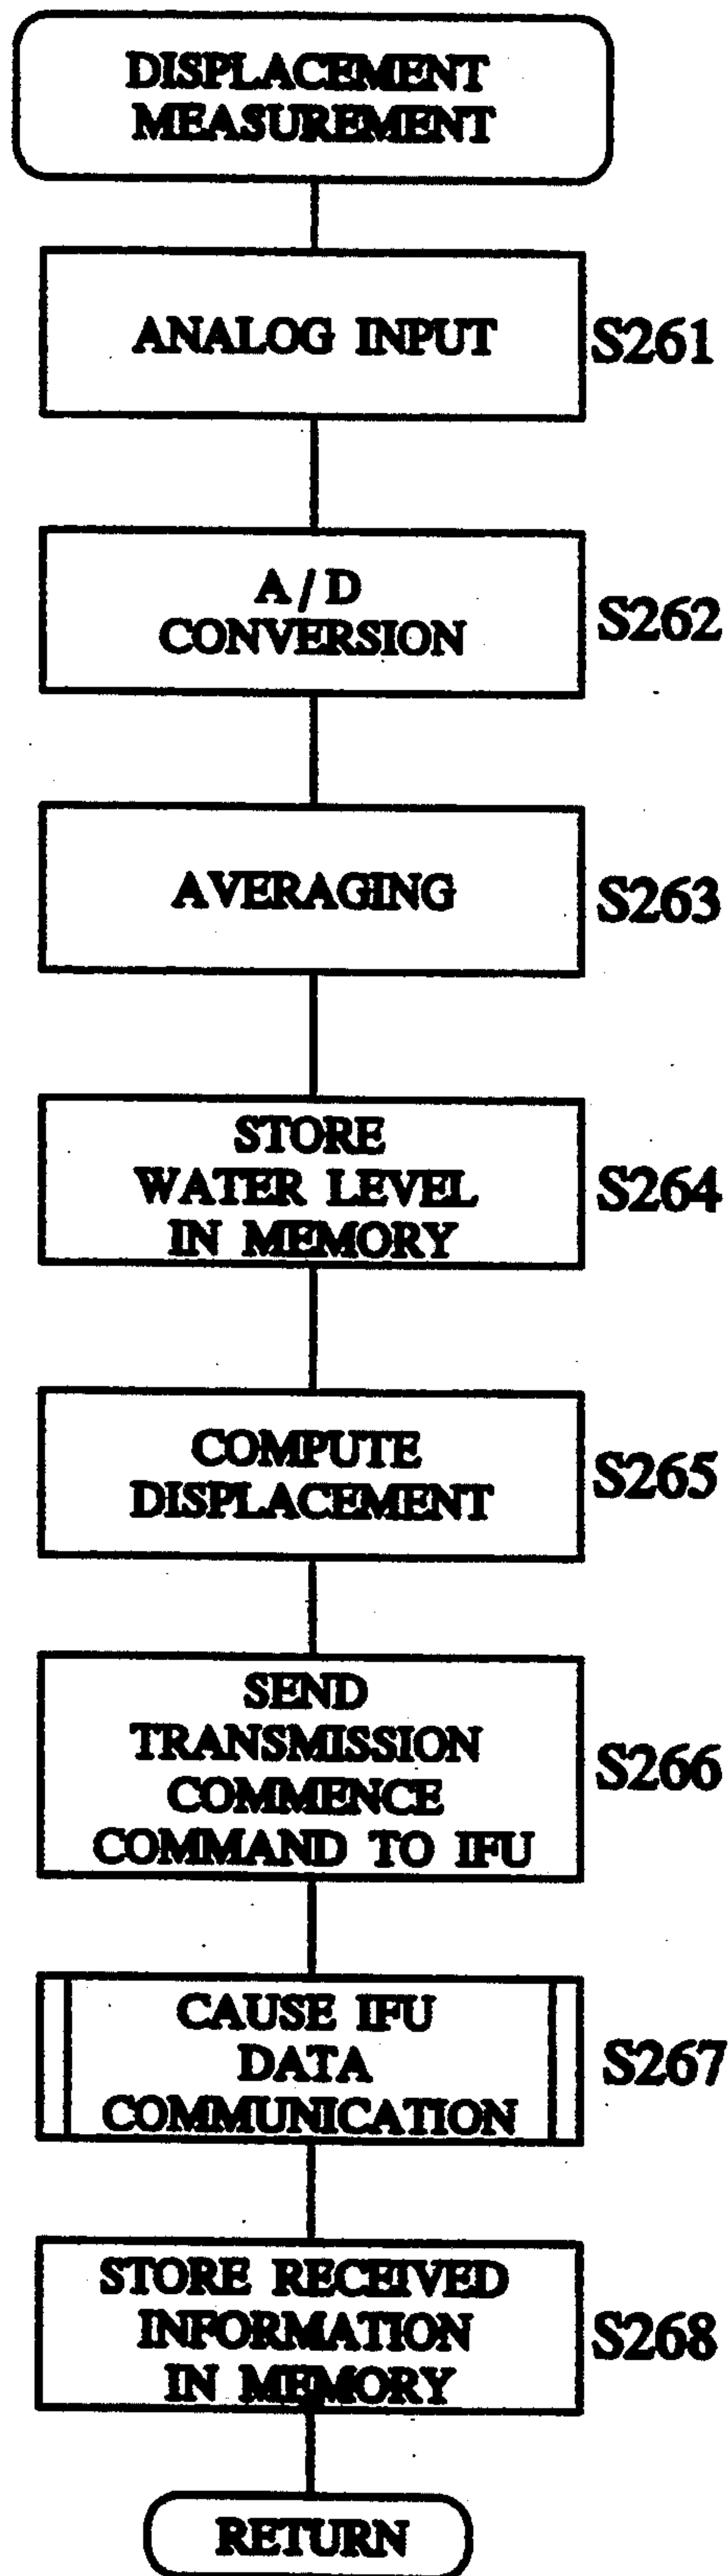 DISPLACEMENT
MEASUREMENT
ANALOG INPUT
S261
A/D
CONVERSION
S262
AVERAGING
S263
STORE
WATER LEVEL
IN MEMORY
S264
COMPUTE
DISPLACEMENT
S265
SEND
TRANSMISSION
COMMENCE
COMMAND TO IFU
S266
CAUSE IFU
DATA
COMMUNICATION
S267
STORE RECEIVED
INFORMATION
IN MEMORY
S268
RETURN